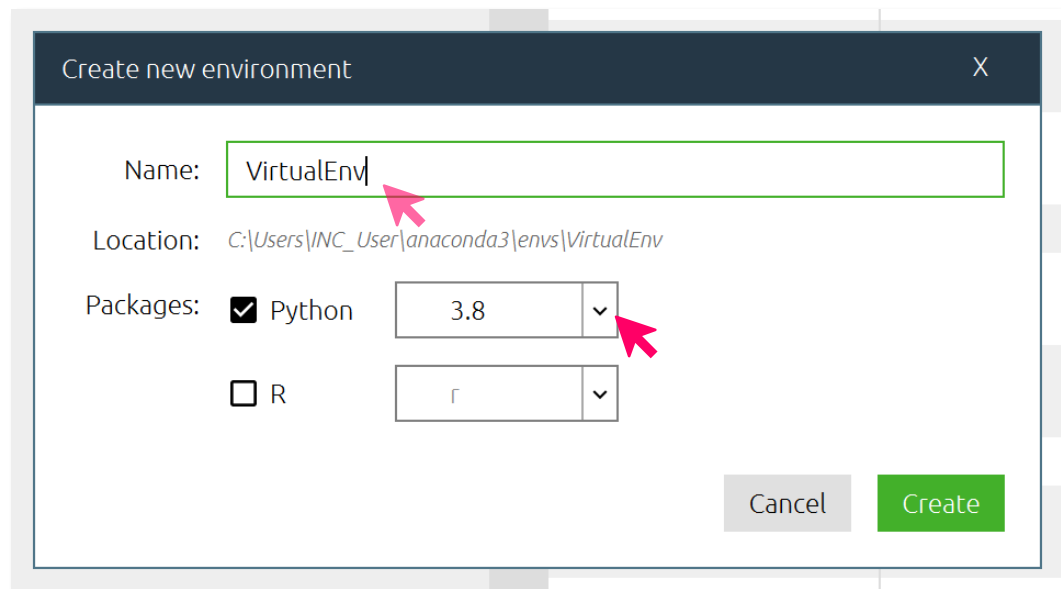 Create new environment X
Name: VirtualEnv
Location: C:\Users\INC_User\anaconda3\envs\VirtualEnv
Packages: Python 3.8
R r
Cancel Create